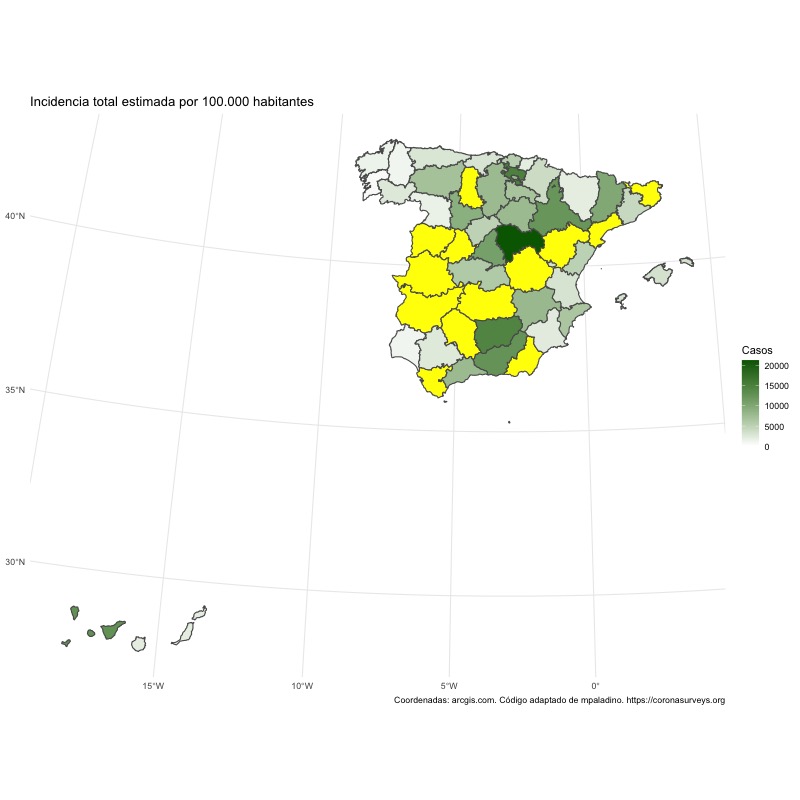 Incidencia total estimada por 100.000 habitantes
40°N
35°N
30°N
15°W
10°W
5°W
0°
Casos
20000
15000
10000
5000
0
Coordenadas: arcgis.com. Código adaptado de mpaladino. https://coronasurveys.org